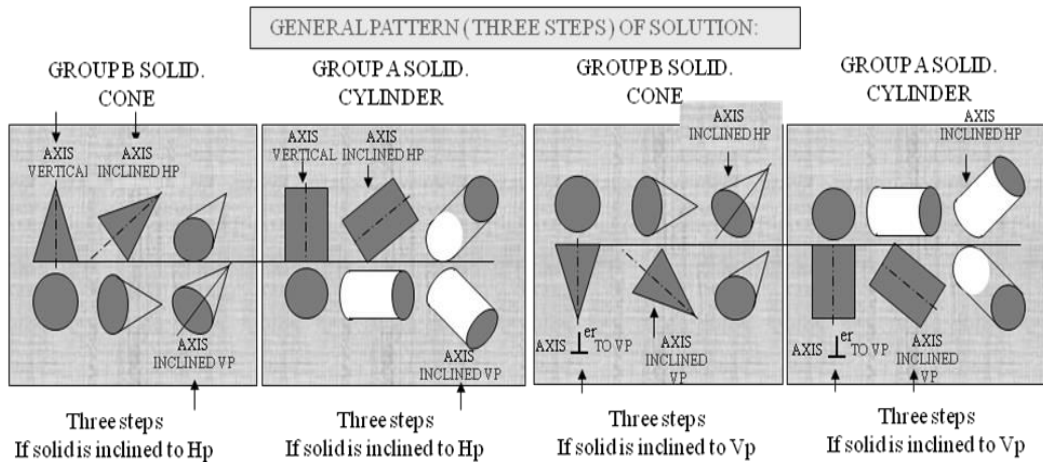 GENERAL PATTERN ( THREE STEPS ) OF SOLUTION:
GROUP B SOLID.
CONE
AXIS
VERTICAL
AXIS
INCLINED HP
AXIS
INCLINED VP
Three steps
If solid is inclined to Hp
GROUP A SOLID.
CYLINDER
AXIS
VERTICAL
AXIS
INCLINED HP
AXIS
INCLINED VP
Three steps
If solid is inclined to Hp
GROUP B SOLID.
CONE
AXIS
INCLINED HP
AXIS ⊥ er TO VP
AXIS
INCLINED
VP
Three steps
If solid is inclined to Vp
GROUP A SOLID.
CYLINDER
AXIS
INCLINED HP
AXIS ⊥ er TO VP
AXIS
INCLINED
VP
Three steps
If solid is inclined to Vp